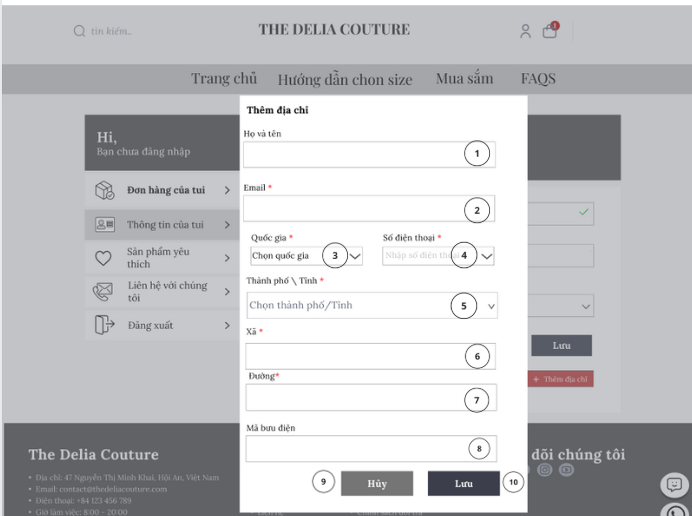 tìm kiếm..
THE DELIA COUTURE
1
Trang chủ Hướng dẫn chọn size Mua sắm FAQS
Thêm địa chỉ
Hi,
Bạn chưa đăng nhập
Họ và tên
1
Đơn hàng của tui
Email *
2
Thông tin của tui
Quốc gia *
Số điện thoại *
Chọn quốc gia
3
Nhập số điện thoại
4
Sản phẩm yêu
thích
Thành phố \ Tỉnh *
Liên hệ với chúng
tôi
Chọn thành phố/Tỉnh
5
Đăng xuất
Xã *
6
Lưu
Đường*
7
+ Thêm địa chỉ
Mã bưu điện
8
The Delia Couture
dõi chúng tôi
9
Hủy
Lưu
10
• Địa chỉ: 47 Nguyễn Thị Minh Khai, Hội An, Việt Nam
• Email: contact@thedeliacouture.com
• Điện thoại: +84 123 456 789
• Giờ làm việc: 8:00 - 20:00